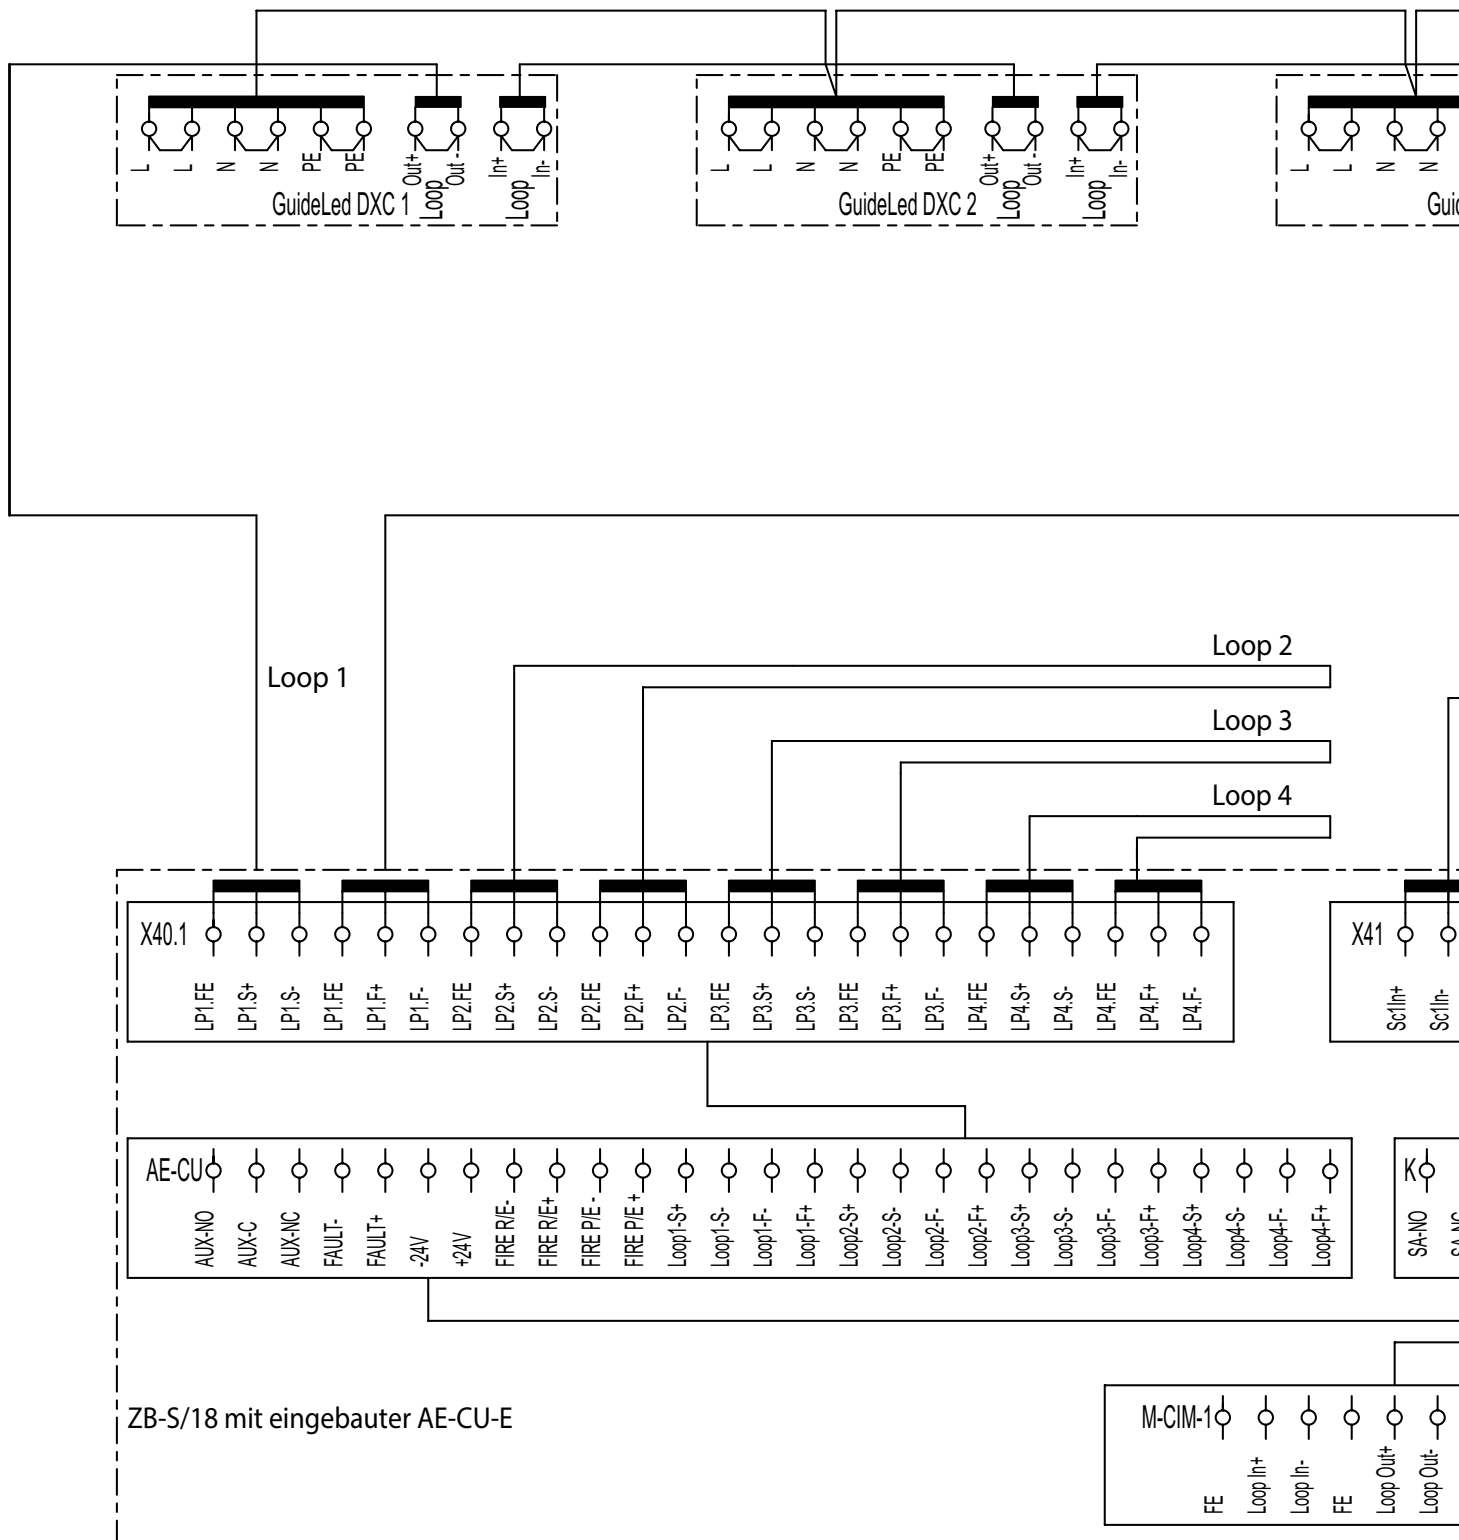 L L N N PE PE Out+ Loop Out - In+ Loop In-
GuideLed DXC 1
L L N N PE PE Out+ Loop Out - In+ Loop In-
GuideLed DXC 2
L L N N
Guid
Loop 2
Loop 1
Loop 3
Loop 4
X40.1
LP1.FE LP1.S+ LP1.S- LP1.FE LP1.F+ LP1.F- LP2.FE LP2.S+ LP2.S- LP2.FE LP2.F+ LP2.F- LP3.FE LP3.S+ LP3.S- LP3.FE LP3.F+ LP3.F- LP4.FE LP4.S+ LP4.S- LP4.FE LP4.F+ LP4.F-
X41
Sc1In+ Sc1In-
AE-CU
AUX-NO AUX-C AUX-NC FAULT- FAULT+ -24V +24V FIRE R/E- FIRE R/E+ FIRE P/E - FIRE P/E + Loop1-S+ Loop1-S- Loop1-F- Loop1-F+ Loop2-S+ Loop2-S- Loop2-F- Loop2-F+ Loop3-S+ Loop3-S- Loop3-F- Loop3-F+ Loop4-S+ Loop4-S- Loop4-F- Loop4-F+
K
SA-NO SA-NC
ZB-S/18 mit eingebauter AE-CU-E
M-CIM-1
FE Loop In+ Loop In- FE Loop Out+ Loop Out-